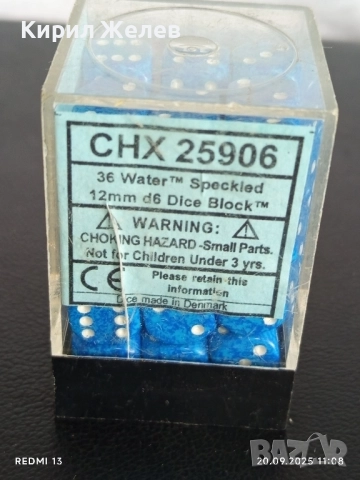 Кирил Желев
CHX 25906
36 Water™ Speckled
12mm d6 Dice Block™
WARNING:
CHOKING HAZARD-Small Parts.
Not for Children Under 3 yrs.
CE Please retain this
information
Dice made in Denmark
REDMI 13
20.09.2025 11:08
BAZAR